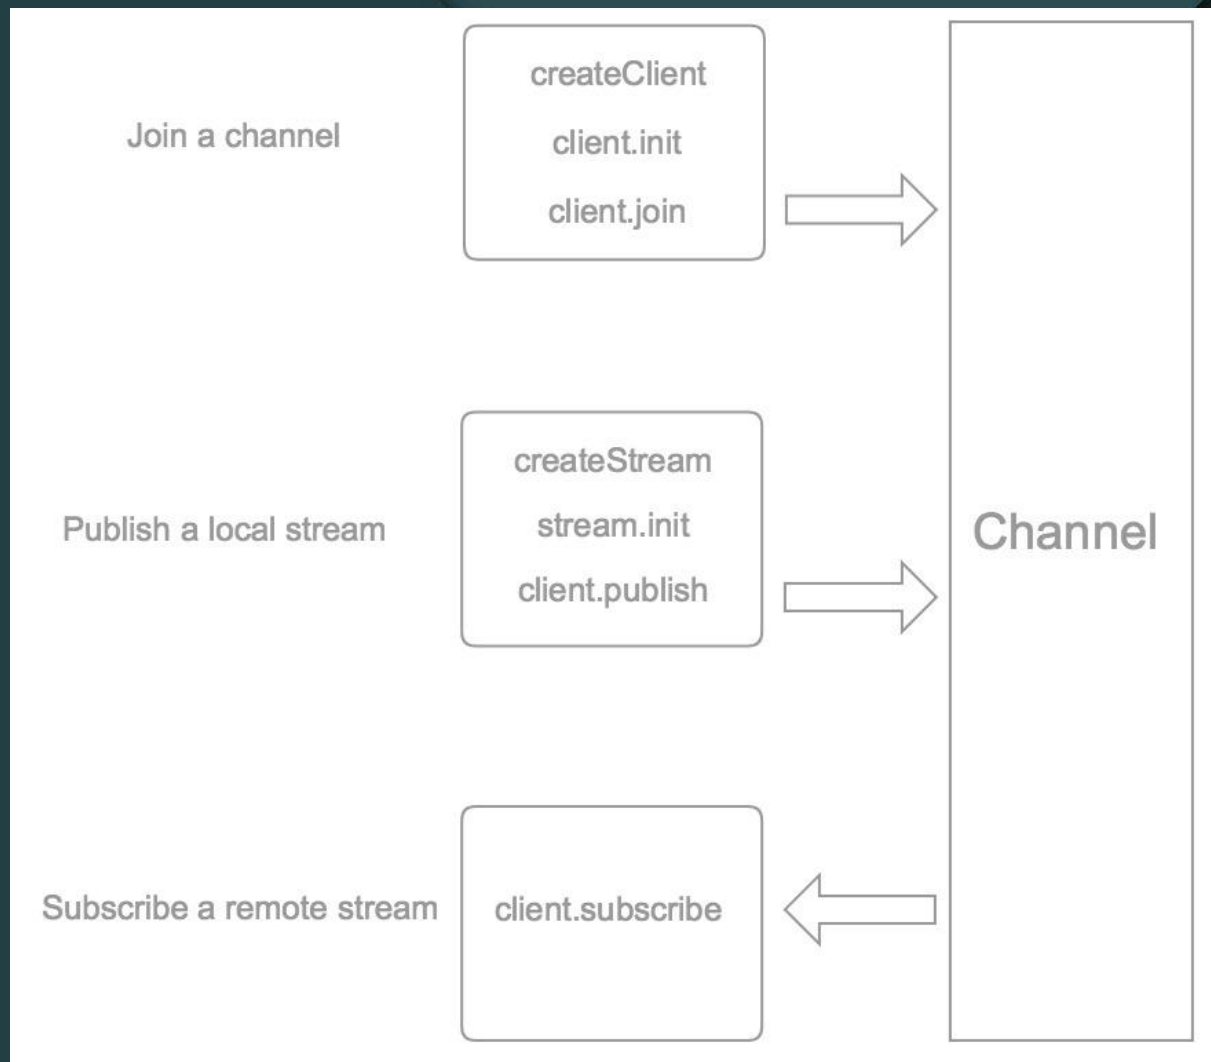 Join a channel
createClient
client.init
client.join
Publish a local stream
createStream
stream.init
client.publish
Channel
Subscribe a remote stream
client.subscribe